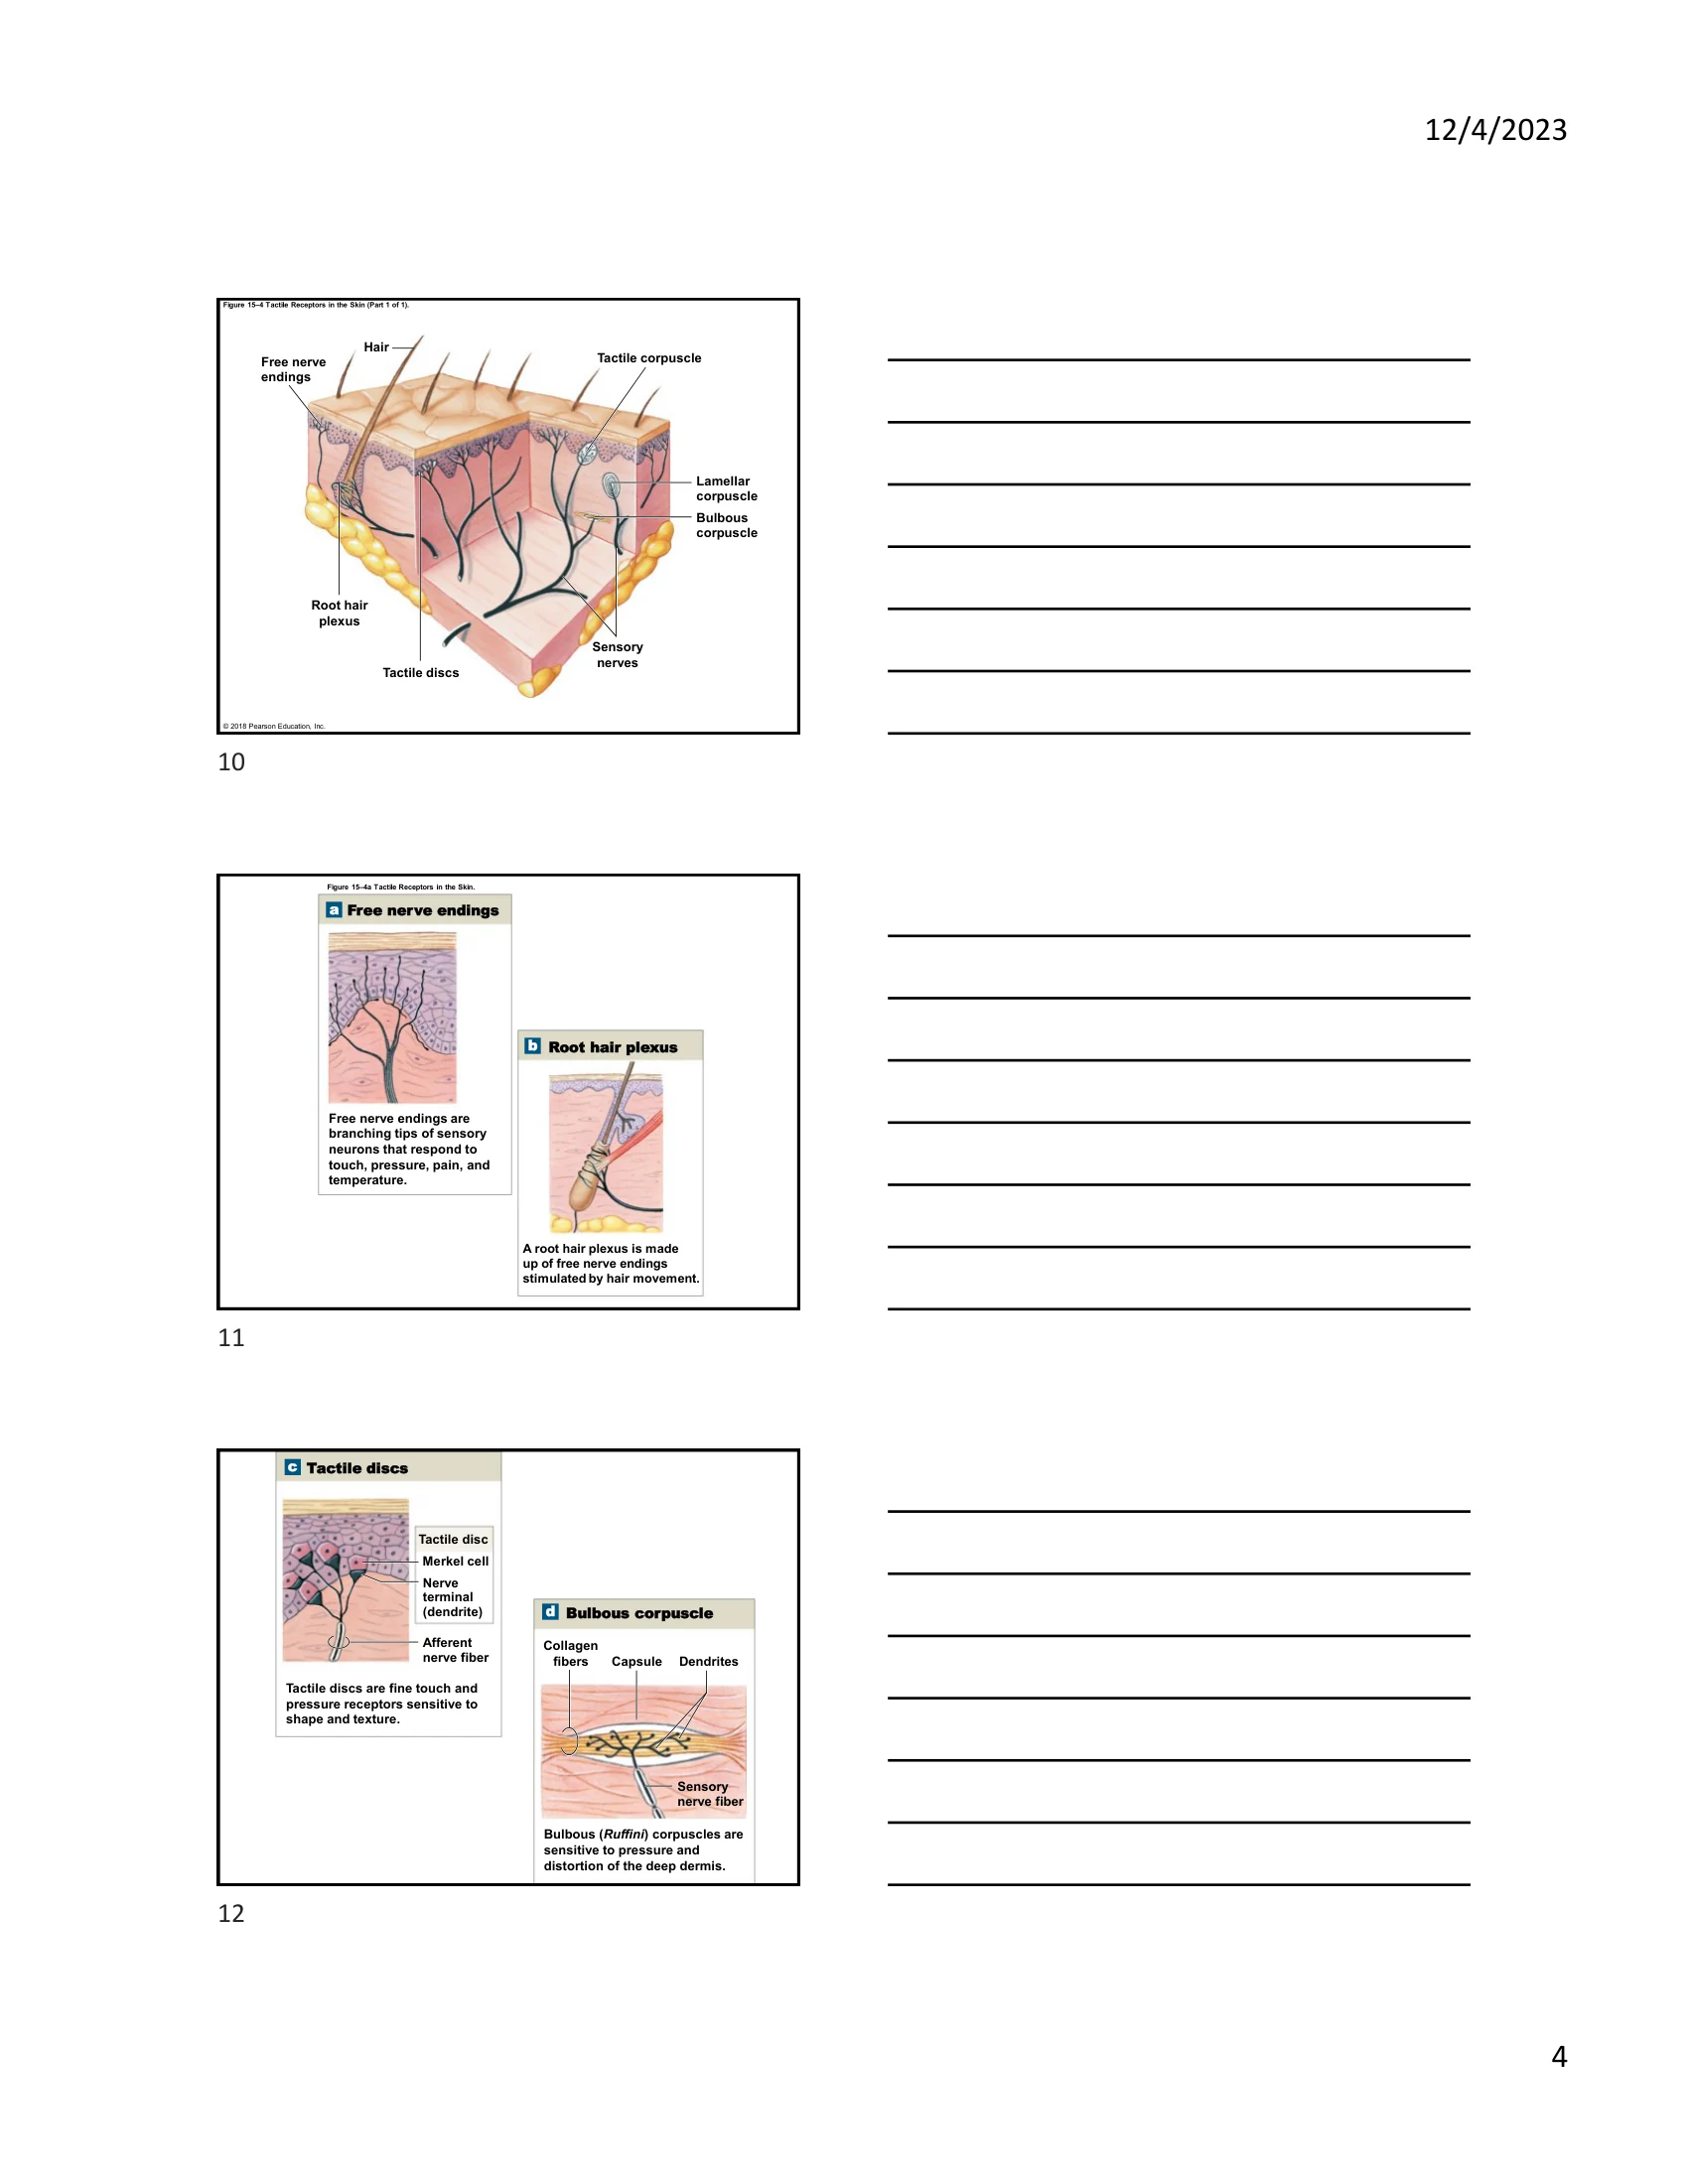 12/4/2023
Figure 15–4 Tactile Receptors in the Skin (Part 1 of 1).
Hair
Free nerve
endings
Tactile corpuscle
Lamellar
corpuscle
Bulbous
corpuscle
Root hair
plexus
Sensory
nerves
Tactile discs
© 2018 Pearson Education, Inc.
10
Figure 15–4a Tactile Receptors in the Skin.
a Free nerve endings
Free nerve endings are
branching tips of sensory
neurons that respond to
touch, pressure, pain, and
temperature.
b Root hair plexus
A root hair plexus is made
up of free nerve endings
stimulated by hair movement.
11
c Tactile discs
Tactile disc
Merkel cell
Nerve
terminal
(dendrite)
Afferent
nerve fiber
Tactile discs are fine touch and
pressure receptors sensitive to
shape and texture.
d Bulbous corpuscle
Collagen
fibers
Capsule
Dendrites
Sensory
nerve fiber
Bulbous (Ruffini) corpuscles are
sensitive to pressure and
distortion of the deep dermis.
12
4